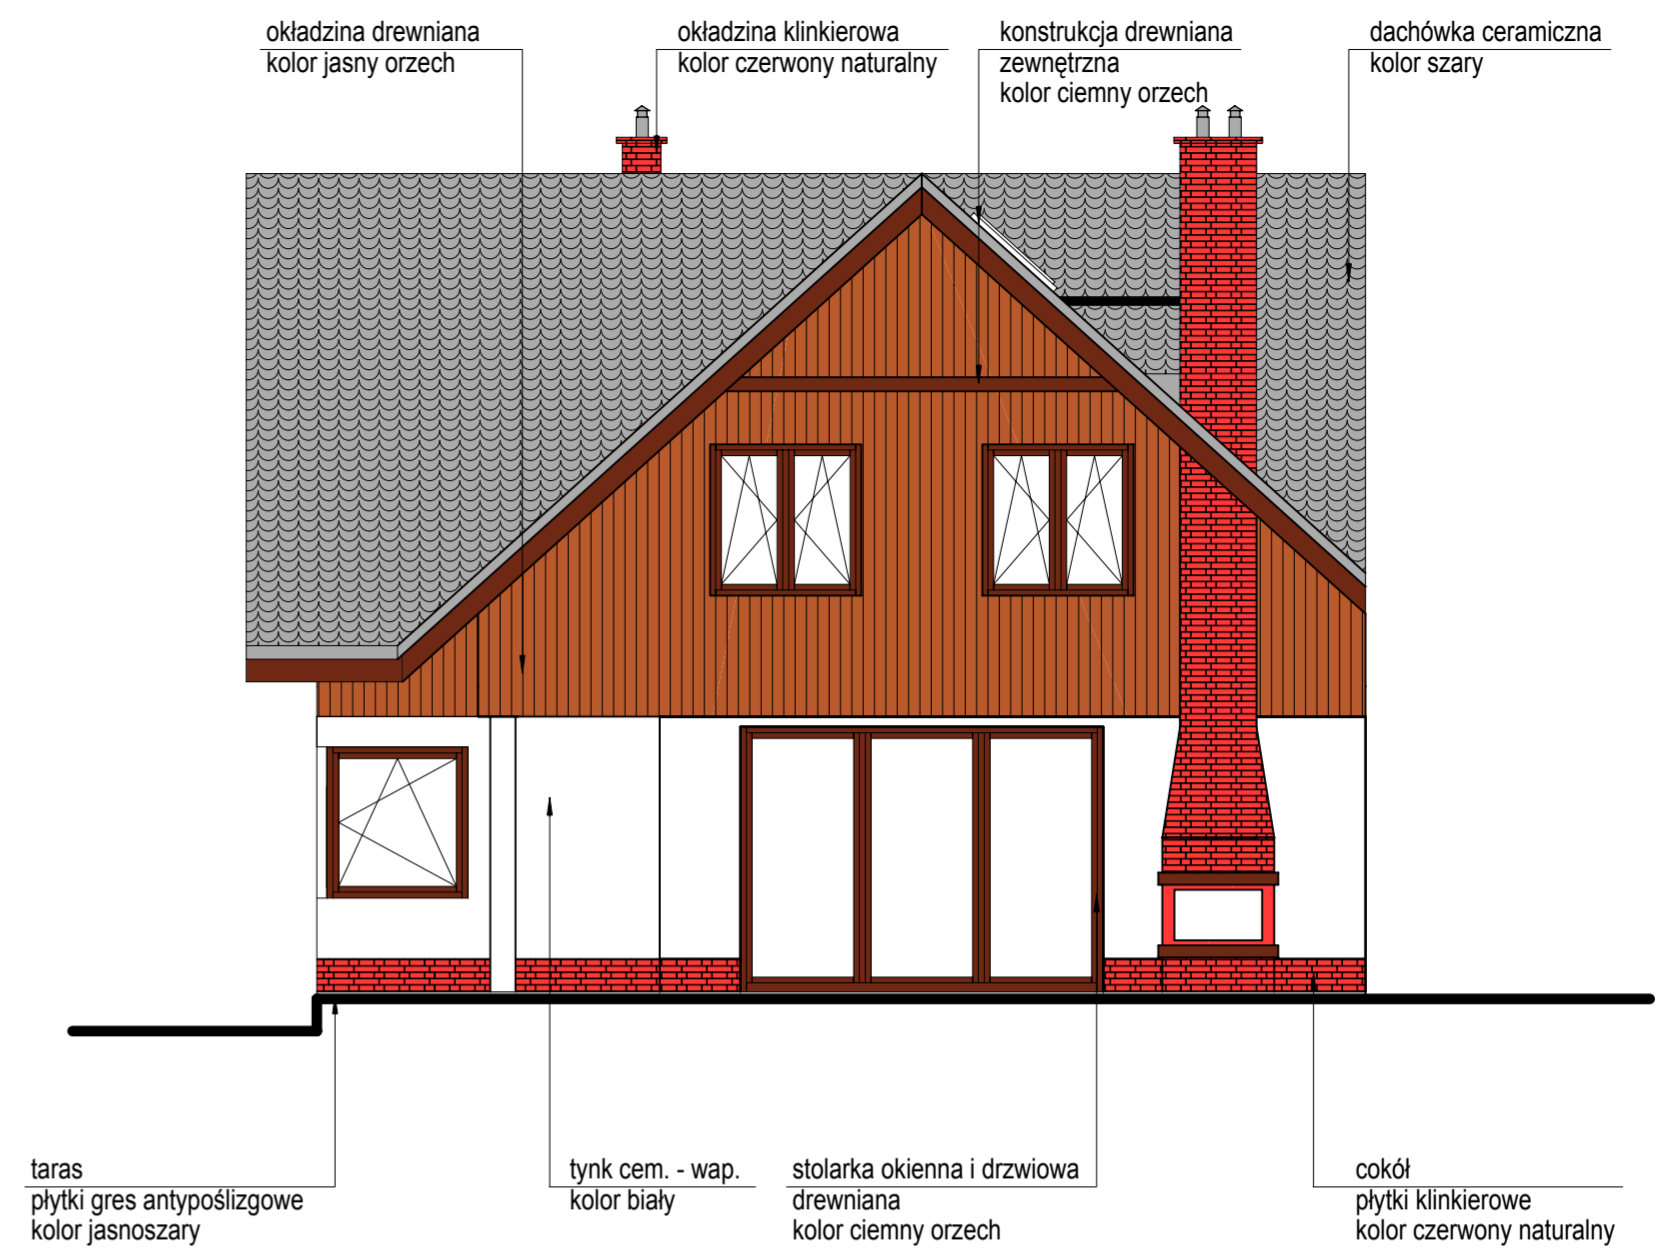 okładzina drewniana
kolor jasny orzech
okładzina klinkierowa
kolor czerwony naturalny
konstrukcja drewniana
zewnętrzna
kolor ciemny orzech
dachówka ceramiczna
kolor szary
taras
płytki gres antypoślizgowe
kolor jasnoszary
tynk cem. - wap.
kolor biały
stolarka okienna i drzwiowa
drewniana
kolor ciemny orzech
cokół
płytki klinkierowe
kolor czerwony naturalny